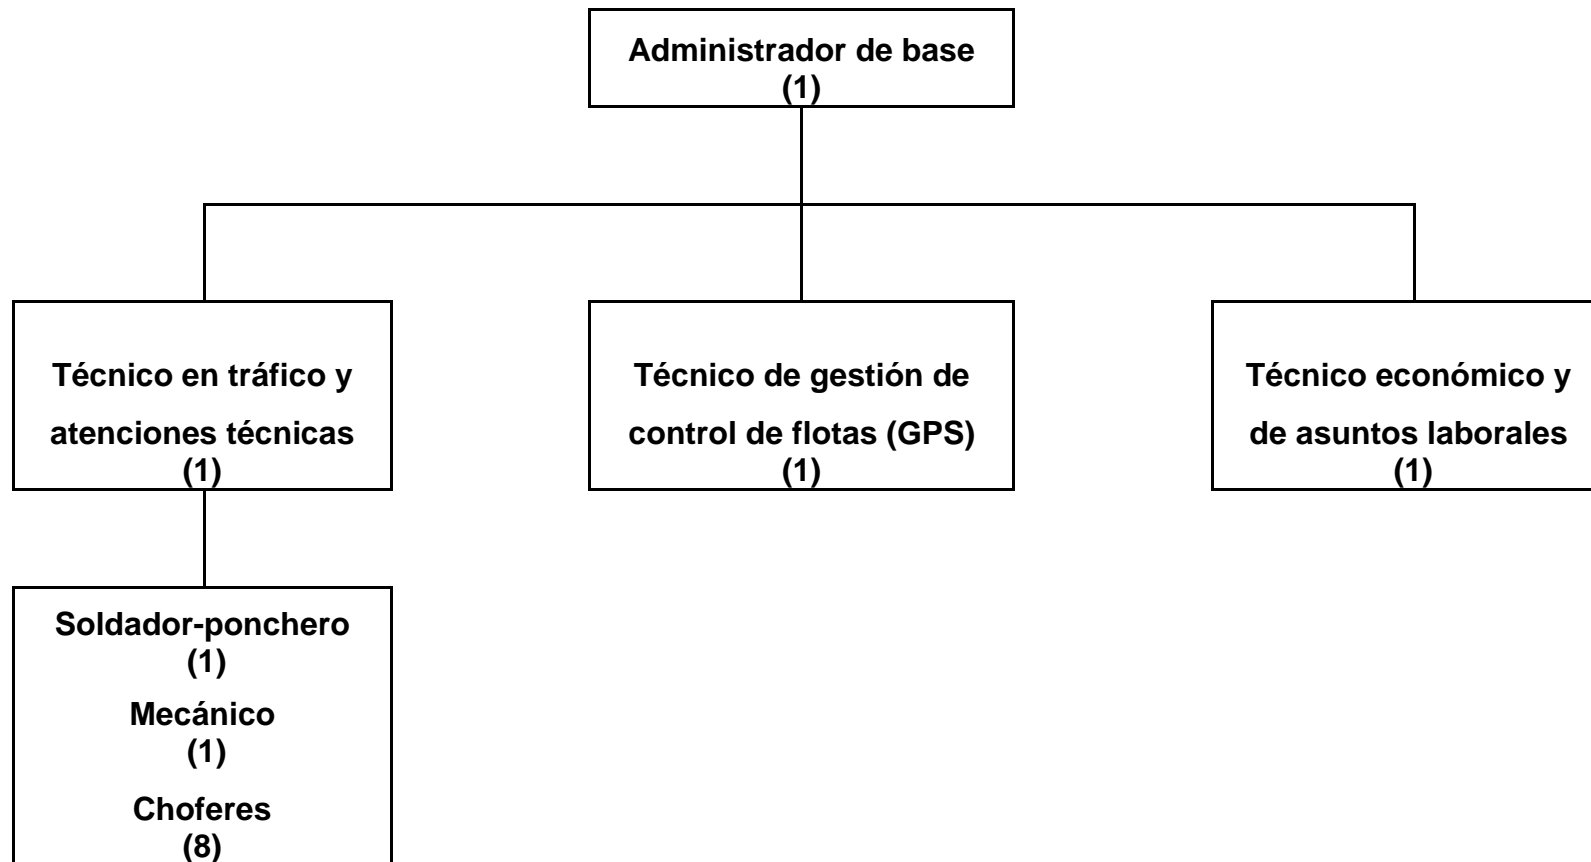 Administrador de base
(1)
Técnico en tráfico y
atenciones técnicas
(1)
Técnico de gestión de
control de flotas (GPS)
(1)
Técnico económico y
de asuntos laborales
(1)
Soldador-ponchero
(1)
Mecánico
(1)
Choferes
(8)